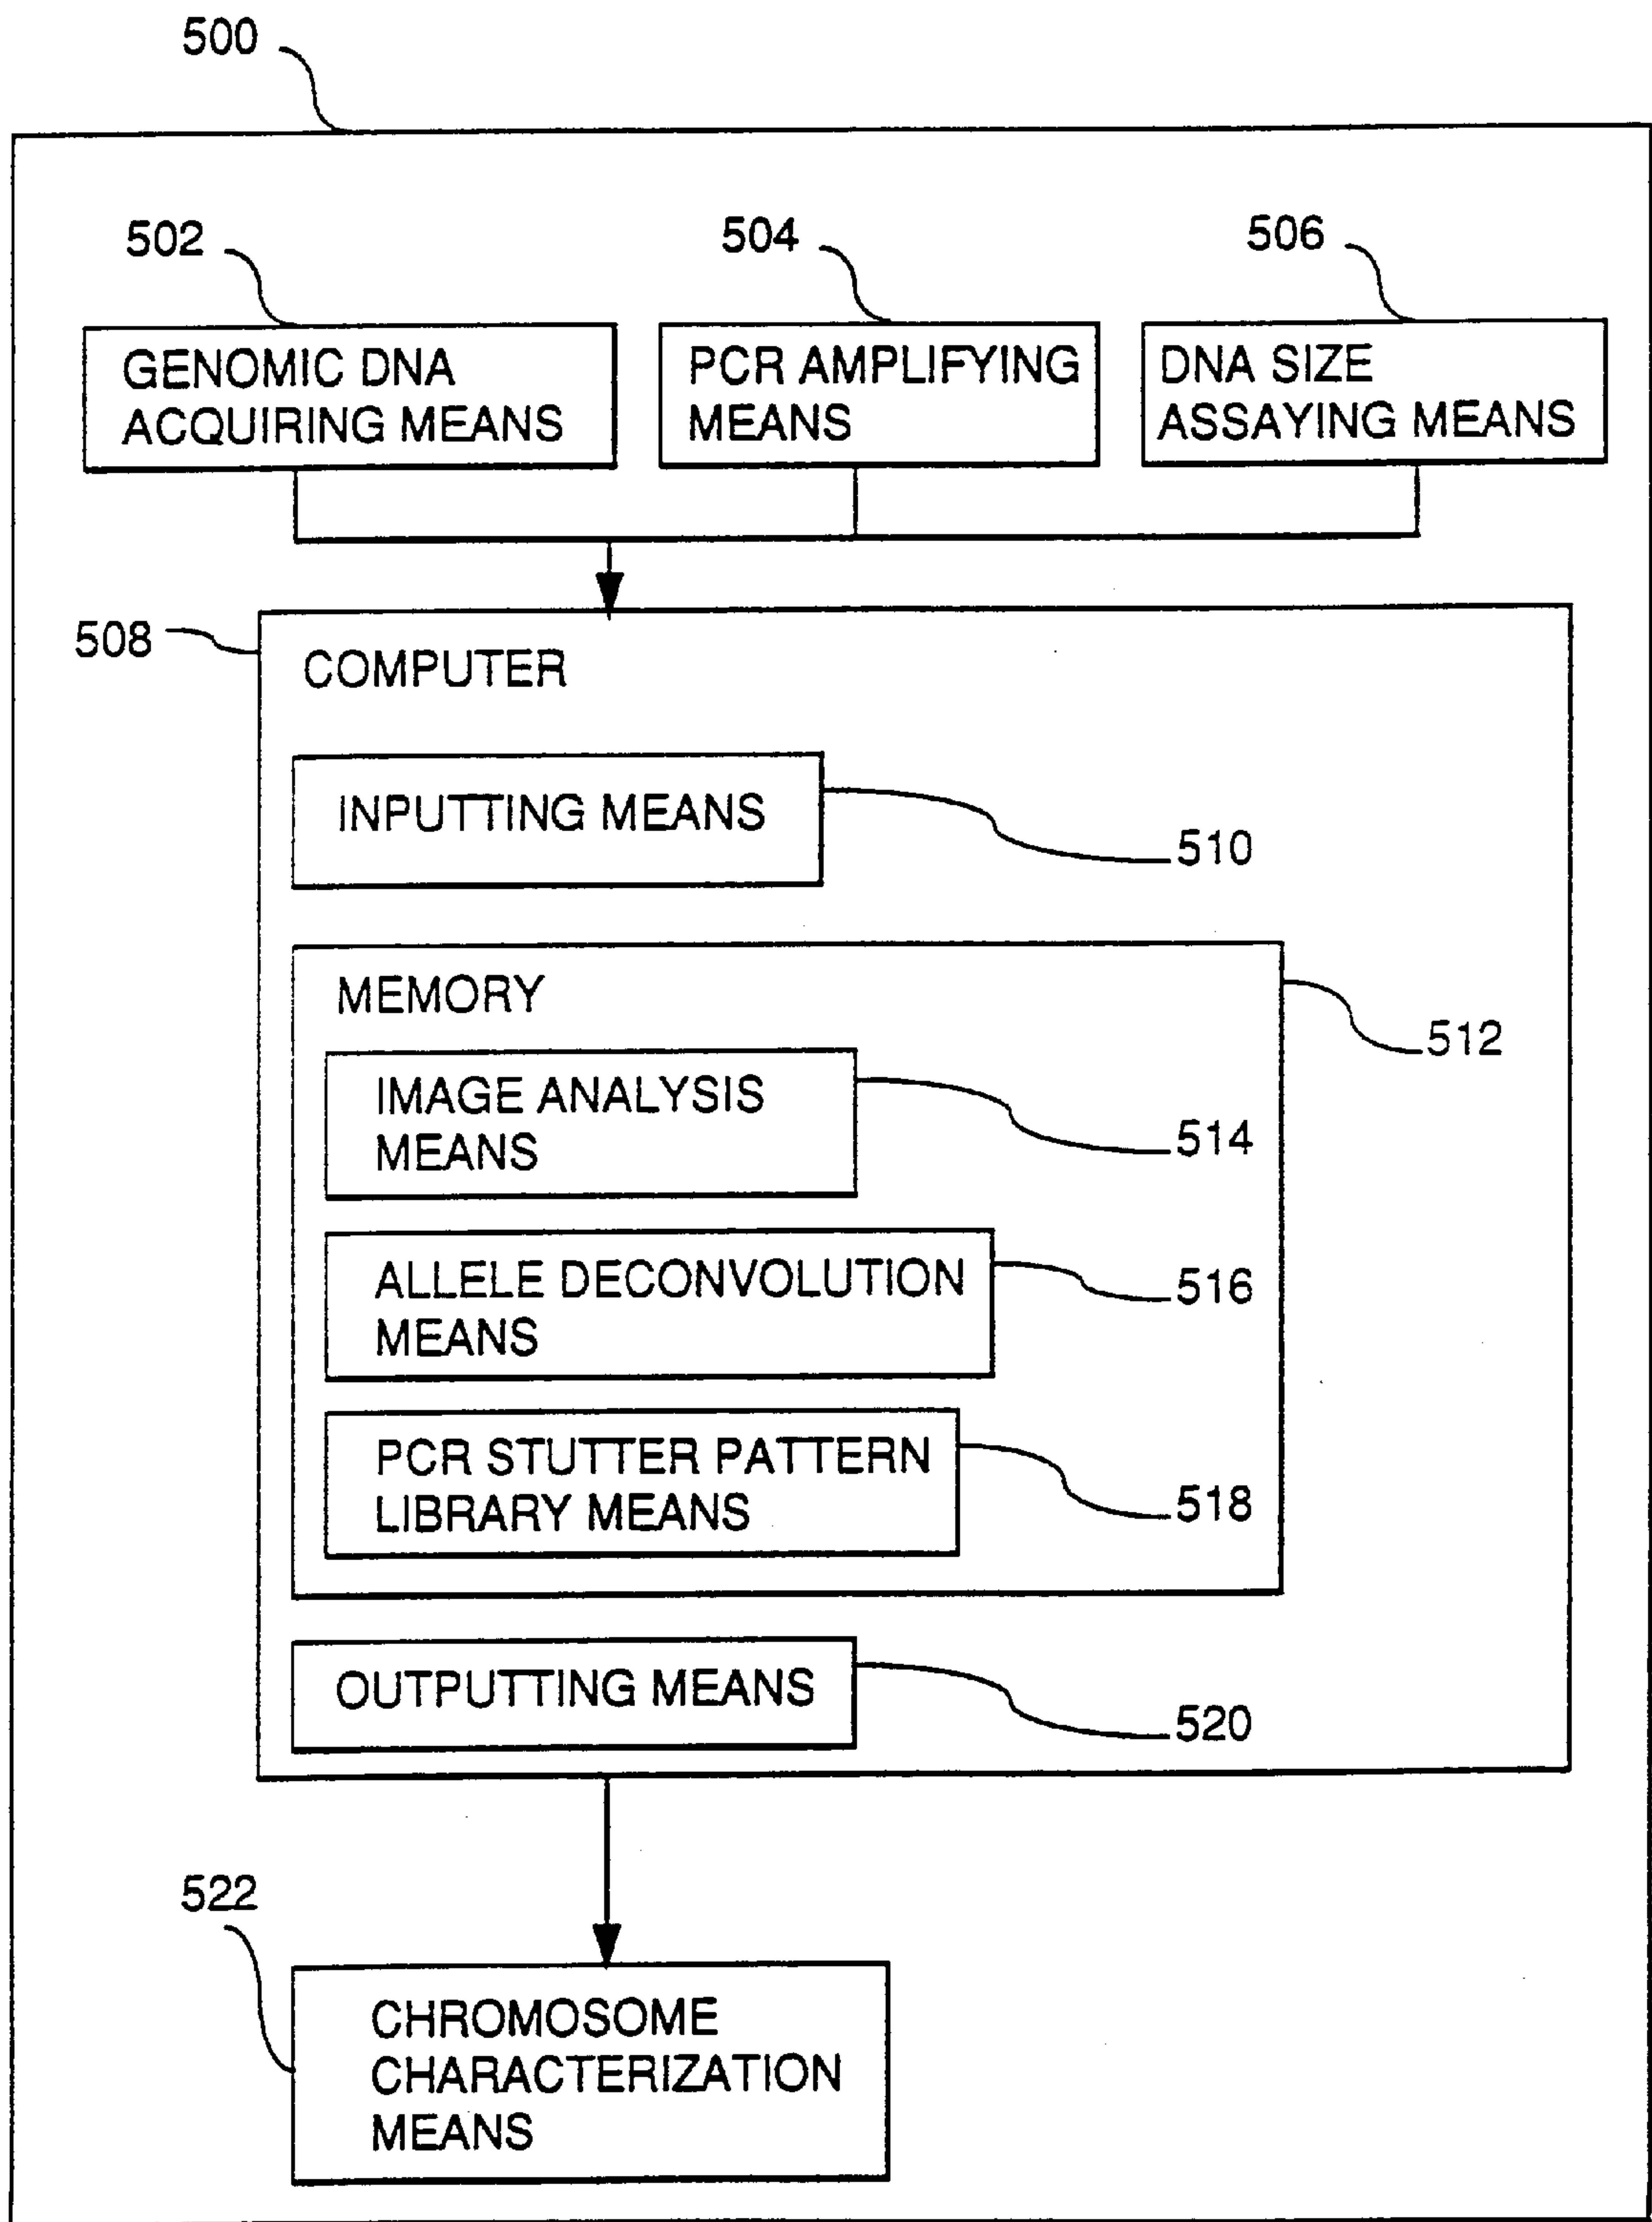 500
502
504
506
GENOMIC DNA
ACQUIRING MEANS
PCR AMPLIFYING
MEANS
DNA SIZE
ASSAYING MEANS
508
COMPUTER
INPUTTING MEANS
510
MEMORY
512
IMAGE ANALYSIS
MEANS
514
ALLELE DECONVOLUTION
MEANS
516
PCR STUTTER PATTERN
LIBRARY MEANS
518
OUTPUTTING MEANS
520
522
CHROMOSOME
CHARACTERIZATION
MEANS